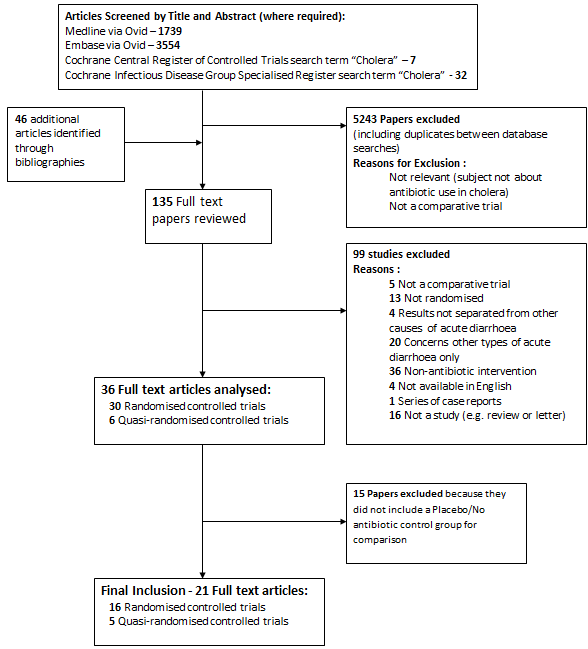 Articles Screened by Title and Abstract (where required):
Medline via Ovid – 1739
Embase via Ovid – 3554
Cochrane Central Register of Controlled Trials search term “Cholera” – 7
Cochrane Infectious Disease Group Specialised Register search term “Cholera” - 32
46 additional
articles identified
through
bibliographies
5243 Papers excluded
(including duplicates between database
searches)
Reasons for Exclusion :
Not relevant (subject not about
antibiotic use in cholera)
Not a comparative trial
135 Full text
papers reviewed
99 studies excluded
Reasons :
5 Not a comparative trial
13 Not randomised
4 Results not separated from other
causes of acute diarrhoea
20 Concerns other types of acute
diarrhoea only
36 Non-antibiotic intervention
4 Not available in English
1 Series of case reports
16 Not a study (e.g. review or letter)
36 Full text articles analysed:
30 Randomised controlled trials
6 Quasi-randomised controlled trials
15 Papers excluded because they
did not include a Placebo/No
antibiotic control group for
comparison
Final Inclusion - 21 Full text articles:
16 Randomised controlled trials
5 Quasi-randomised controlled trials